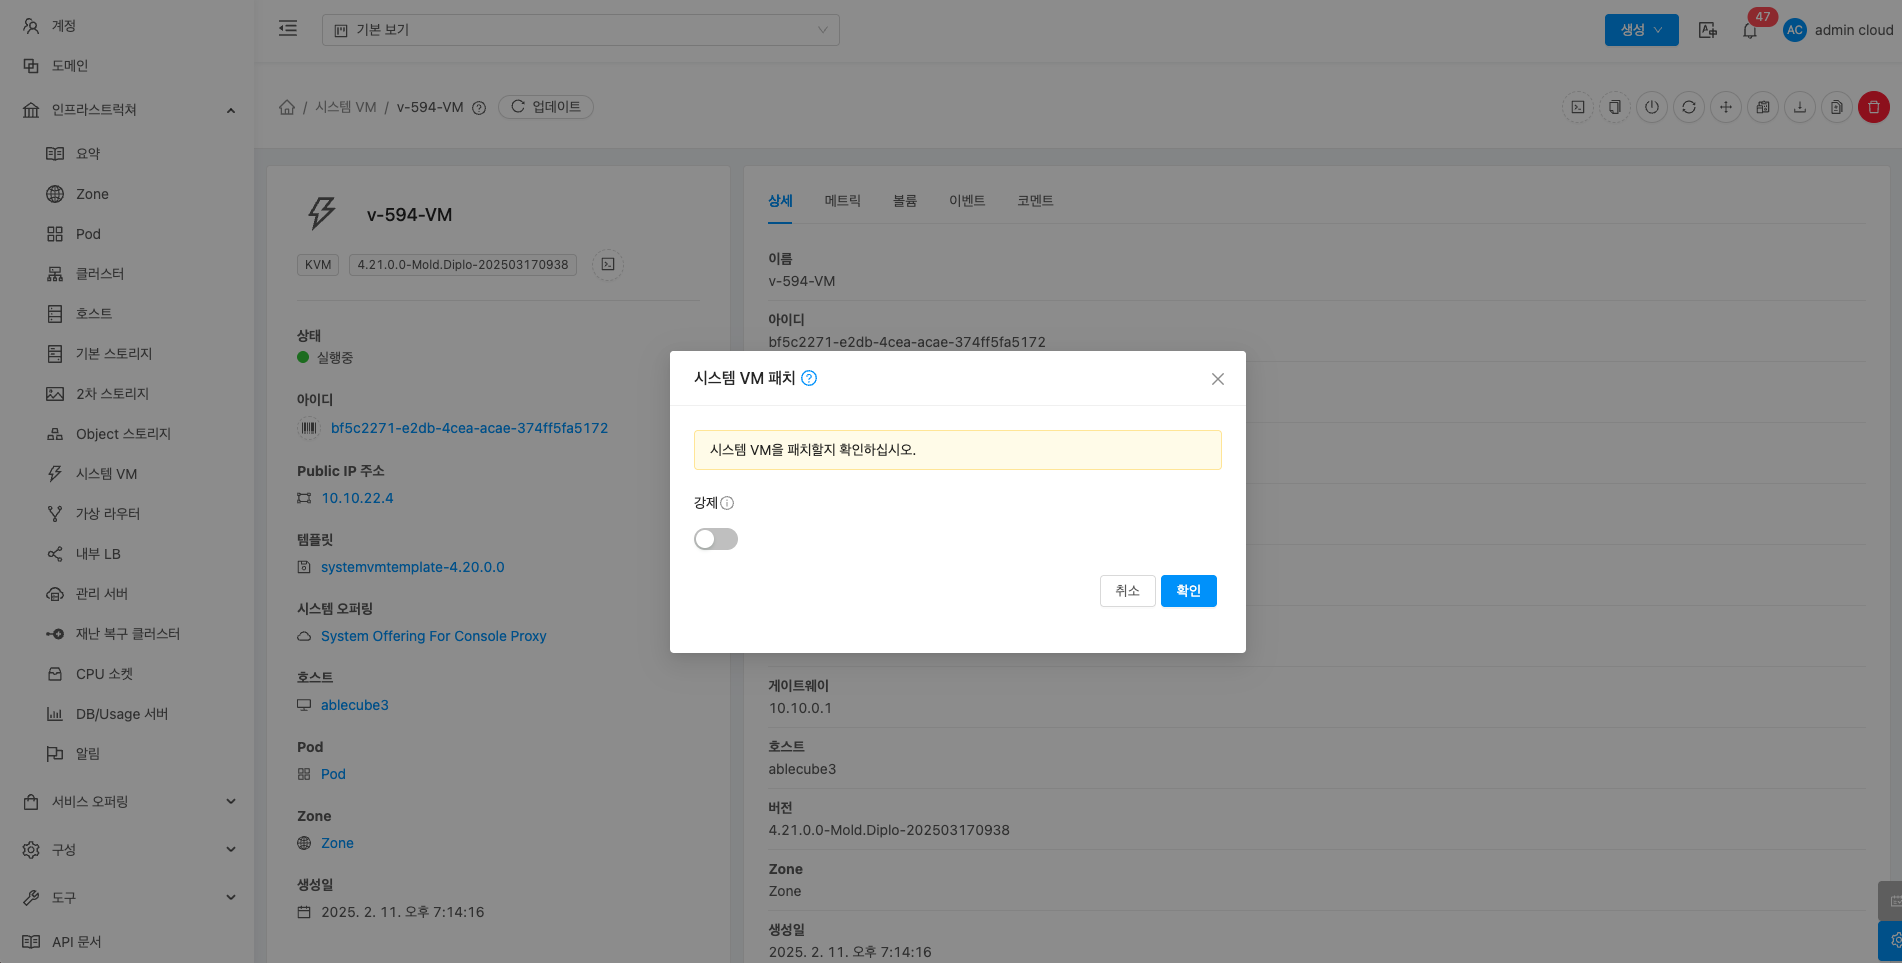 계정
도메인
인프라스트럭쳐
요약
Zone
Pod
클러스터
호스트
기본 스토리지
2차 스토리지
Object 스토리지
시스템 VM
가상 라우터
내부 LB
관리 서버
재난 복구 클러스터
CPU 소켓
DB/Usage 서버
알림
서비스 오퍼링
구성
도구
API 문서
기본 보기
생성
47
AC
admin cloud
/ 시스템 VM / v-594-VM
업데이트
v-594-VM
KVM
4.21.0.0-Mold.Diplo-202503170938
상태
실행중
아이디
bf5c2271-e2db-4cea-acae-374ff5fa5172
Public IP 주소
10.10.22.4
템플릿
systemvmtemplate-4.20.0.0
시스템 오퍼링
System Offering For Console Proxy
호스트
ablecube3
Pod
Pod
Zone
Zone
생성일
2025. 2. 11. 오후 7:14:16
상세
메트릭
볼륨
이벤트
코멘트
이름
v-594-VM
아이디
bf5c2271-e2db-4cea-acae-374ff5fa5172
시스템 VM 패치
시스템 VM을 패치할지 확인하십시오.
강제
취소
확인
게이트웨이
10.10.0.1
호스트
ablecube3
버전
4.21.0.0-Mold.Diplo-202503170938
Zone
Zone
생성일
2025. 2. 11. 오후 7:14:16